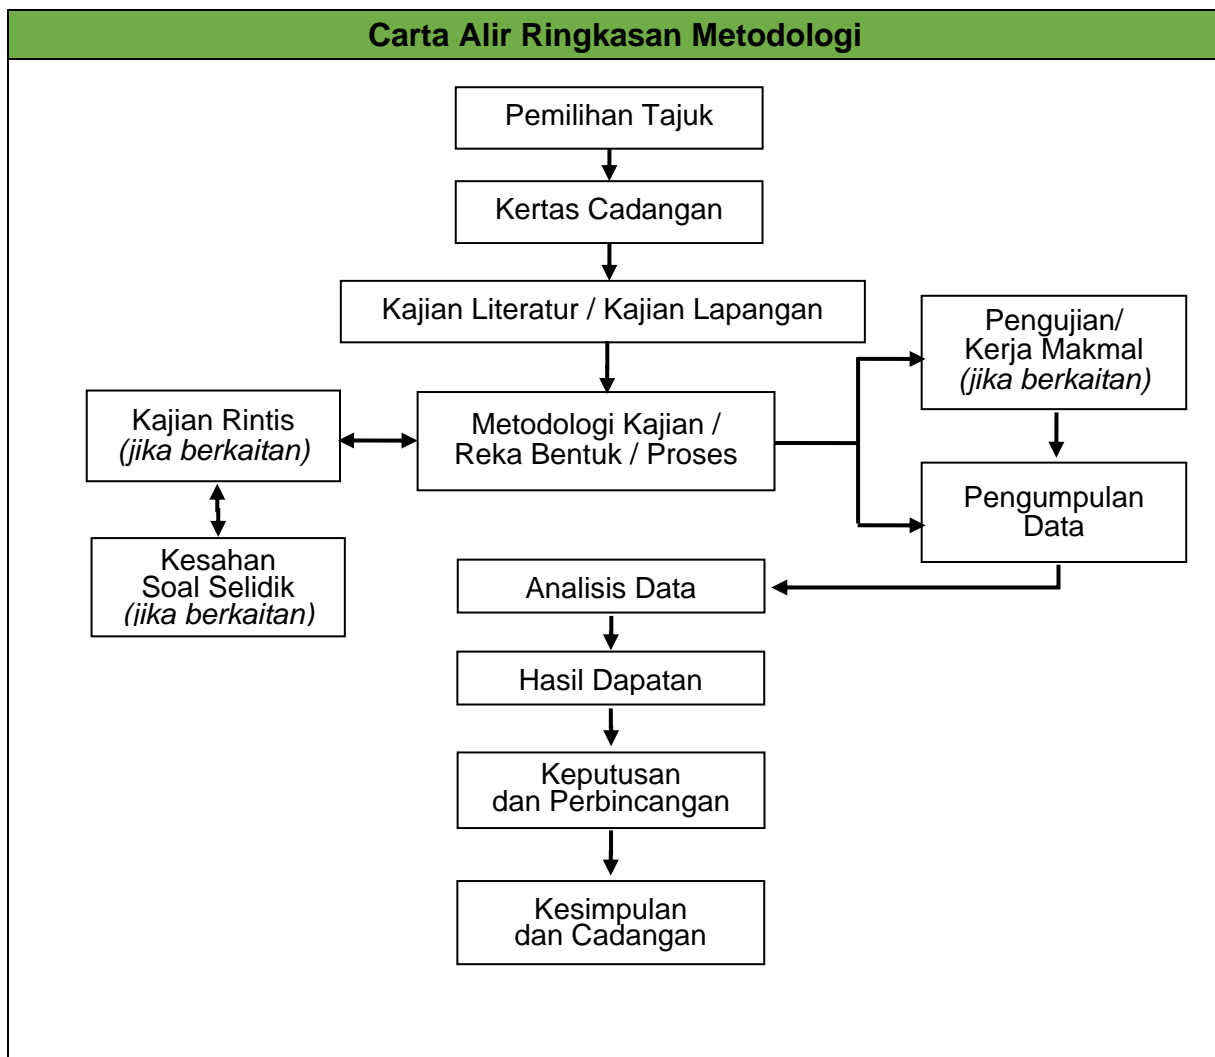 Carta Alir Ringkasan Metodologi
Pemilihan Tajuk
Kertas Cadangan
Kajian Literatur / Kajian Lapangan
Pengujian/
Kerja Makmal
(jika berkaitan)
Kajian Rintis
(jika berkaitan)
Metodologi Kajian /
Reka Bentuk / Proses
Pengumpulan
Data
Kesahan
Soal Selidik
(jika berkaitan)
Analisis Data
Hasil Dapatan
Keputusan
dan Perbincangan
Kesimpulan
dan Cadangan